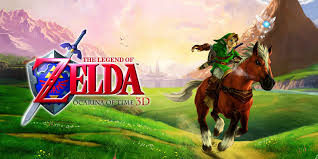 THE LEGEND OF
ZELDA
OCARINA OF TIME 3D